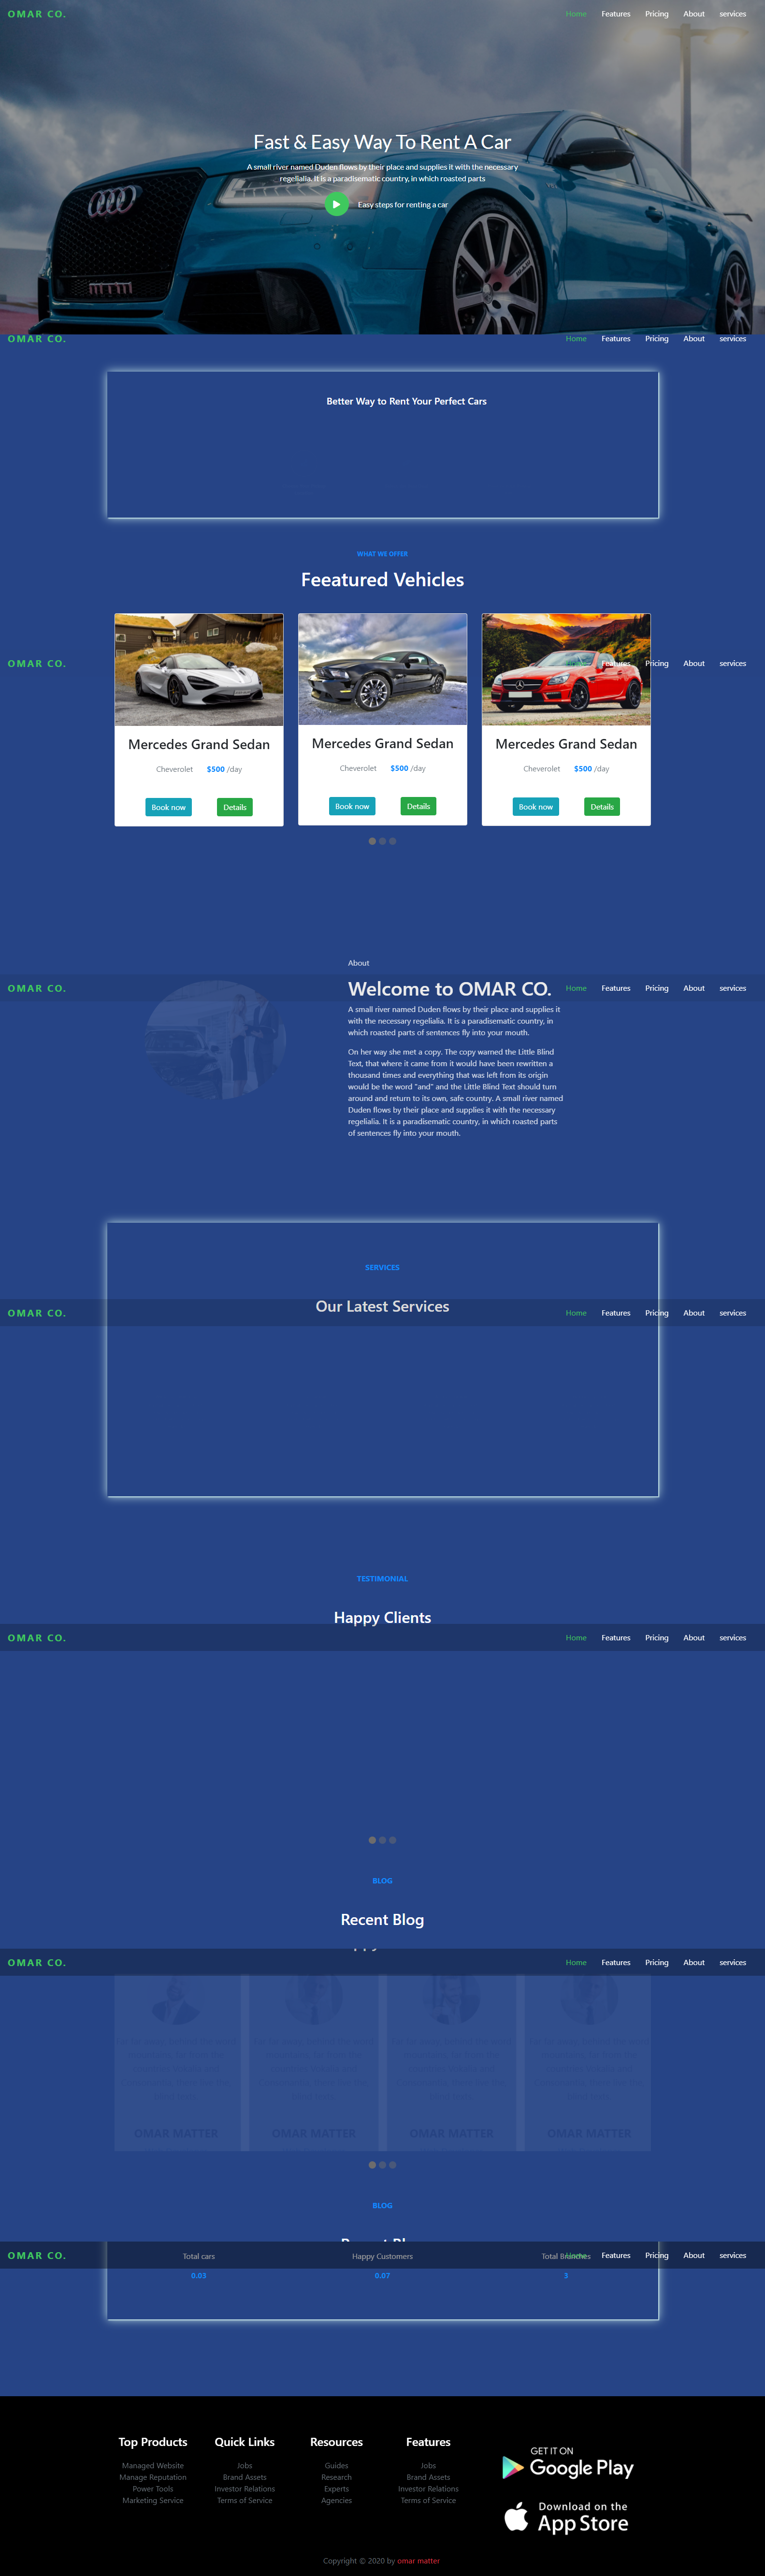 OMAR CO.
Home Features Pricing About services
Fast & Easy Way To Rent A Car
A small river named Duden flows by their place and supplies it with the necessary
regelialia. It is a paradisematic country, in which roasted parts
Easy steps for renting a car
OMAR CO.
Home Features Pricing About services
Better Way to Rent Your Perfect Cars
WHAT WE OFFER
Feeatured Vehicles
OMAR CO.
Features Pricing About services
Mercedes Grand Sedan
Cheverolet $500 /day
Book now Details
Mercedes Grand Sedan
Cheverolet $500 /day
Book now Details
Mercedes Grand Sedan
Cheverolet $500 /day
Book now Details
About
OMAR CO.
Home Features Pricing About services
Welcome to OMAR CO.
A small river named Duden flows by their place and supplies it
with the necessary regelialia. It is a paradisematic country, in
which roasted parts of sentences fly into your mouth.
On her way she met a copy. The copy warned the Little Blind
Text, that where it came from it would have been rewritten a
thousand times and everything that was left from its origin
would be the word "and" and the Little Blind Text should turn
around and return to its own, safe country. A small river named
Duden flows by their place and supplies it with the necessary
regelialia. It is a paradisematic country, in which roasted parts
of sentences fly into your mouth.
SERVICES
Our Latest Services
OMAR CO.
Home Features Pricing About services
TESTIMONIAL
Happy Clients
OMAR CO.
Home Features Pricing About services
BLOG
Recent Blog
OMAR CO.
Home Features Pricing About services
OMAR MATTER
OMAR MATTER
OMAR MATTER
OMAR MATTER
BLOG
OMAR CO.
Home Features Pricing About services
Total cars
0.03
Happy Customers
0.07
Total Branches
3
Top Products
Managed Website
Manage Reputation
Power Tools
Marketing Service
Quick Links
Jobs
Brand Assets
Investor Relations
Terms of Service
Resources
Guides
Research
Experts
Agencies
Features
Jobs
Brand Assets
Investor Relations
Terms of Service
GET IT ON
Google Play
Download on the
App Store
Copyright © 2020 by omar matter